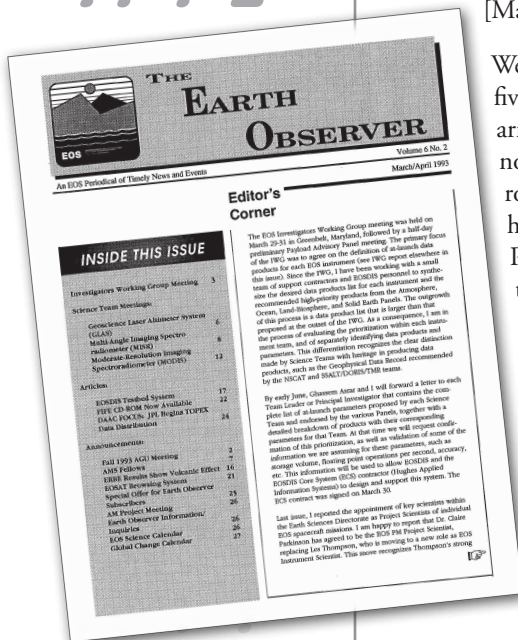 [Ma
We
five
EOS
THE
EARTH
OBSERVER
An EOS Periodical of Timely News and Events
Volume 6 No. 2
March/April 1993
INSIDE THIS ISSUE
Investigators Working Group Meeting 3
Science Team Meetings:
Geoscience Laser Altimeter System
(GLAS) 6
Multi-Angle Imaging Spectro
radiometer (MISR) 8
Moderate-Resolution Imaging
Spectroradiometer (MODIS) 12
Articles:
EOSDIS Testbed System 17
FIFE CD-ROM Now Available 22
DAAC FOCUS: JPL Begins TOPEX
Data Distribution 24
Announcements:
Fall 1993 AGU Meeting 2
AMS Fellows 7
ERBE Results Show Volcanic Effect 16
EOSAT Browsing System 21
Special Offer for Earth Observer
Subscribers 25
AM Project Meeting 26
Earth Observer Information/
Inquiries 26
EOS Science Calendar 26
Global Change Calendar 27
Editor's
Corner
The EOS Investigators Working Group meeting was held on
March 29-31 in Greenbelt, Maryland, followed by a half-day
preliminary Payload Advisory Panel meeting. The primary focus
of the IWG was to agree on the definition of at-launch data
products for each EOS instrument (see IWG report elsewhere in
this issue). Since the IWG, I have been working with a small
team of support contractors and EOSDIS personnel to synthe-
size the desired data products list for each instrument and the
recommended high-priority products from the Atmosphere,
Ocean, Land-Biosphere, and Solid Earth Panels. The outgrowth
of this process is a data product list that is larger than that
proposed at the outset of the IWG. As a consequence, I am in
the process of evaluating the prioritization within each instru-
ment team, and of separately identifying data products and
parameters. This differentiation recognizes the clear distinction
made by Science Teams with heritage in producing data
products, such as the Geophysical Data Record recommended
by the NSCAT and SSALT/DORIS/TMR teams.
By early June, Ghassem Asrar and I will forward a letter to each
Team Leader or Principal Investigator that contains the com-
plete list of at-launch parameters proposed by each Science
Team and endorsed by the various Panels, together with a
detailed breakdown of products with their corresponding
parameters for that Team. At that time we will request confir-
mation of this prioritization, as well as validation of some of the
information we are assuming for these parameters, such as
storage volume, floating point operations per second, accuracy,
etc. This information will be used to allow EOSDIS and the
EOSDIS Core System (ECS) contractor (Hughes Applied
Information Systems) to design and support this system. The
ECS contract was signed on March 30.
Last issue, I reported the appointment of key scientists within
the Earth Sciences Directorate as Project Scientists of individual
EOS spacecraft missions. I am happy to report that Dr. Claire
Parkinson has agreed to be the EOS PM Project Scientist,
replacing Les Thompson, who is moving to a new role as EOS
Instrument Scientist. This move recognizes Thompson's strong